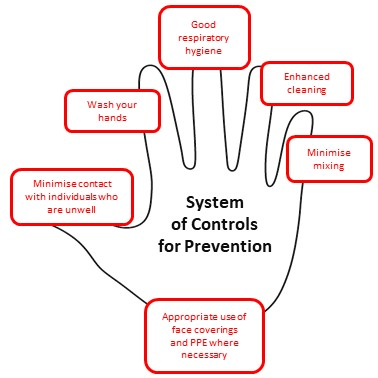 Good
respiratory
hygiene
Enhanced
cleaning
Wash your
hands
Minimise
mixing
Minimise contact
with individuals who
are unwell
System
of Controls
for Prevention
Appropriate use of
face coverings
and PPE where
necessary